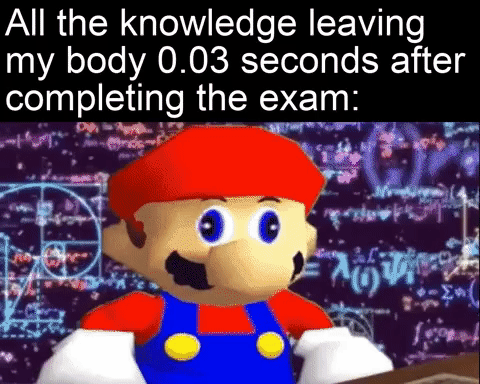 All the knowledge leaving
my body 0.03 seconds after
completing the exam: